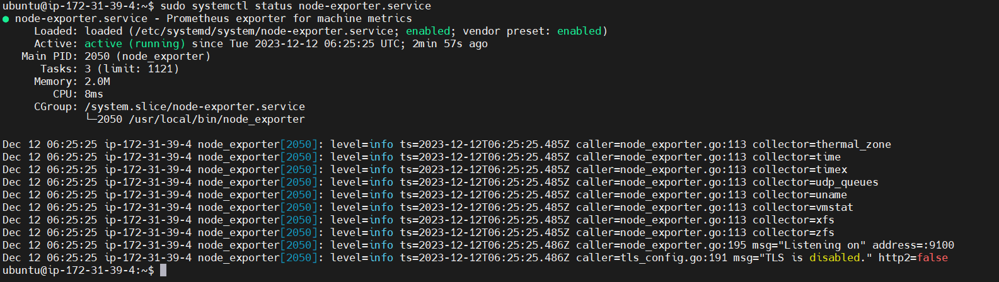 ubuntu@ip-172-31-39-4:~$ sudo systemctl status node-exporter.service
● node-exporter.service - Prometheus exporter for machine metrics
     Loaded: loaded (/etc/systemd/system/node-exporter.service; enabled; vendor preset: enabled)
     Active: active (running) since Tue 2023-12-12 06:25:25 UTC; 2min 57s ago
   Main PID: 2050 (node_exporter)
      Tasks: 3 (limit: 1121)
     Memory: 2.0M
        CPU: 8ms
     CGroup: /system.slice/node-exporter.service
             └─2050 /usr/local/bin/node_exporter

Dec 12 06:25:25 ip-172-31-39-4 node_exporter[2050]: level=info ts=2023-12-12T06:25:25.485Z caller=node_exporter.go:113 collector=thermal_zone
Dec 12 06:25:25 ip-172-31-39-4 node_exporter[2050]: level=info ts=2023-12-12T06:25:25.485Z caller=node_exporter.go:113 collector=time
Dec 12 06:25:25 ip-172-31-39-4 node_exporter[2050]: level=info ts=2023-12-12T06:25:25.485Z caller=node_exporter.go:113 collector=timex
Dec 12 06:25:25 ip-172-31-39-4 node_exporter[2050]: level=info ts=2023-12-12T06:25:25.485Z caller=node_exporter.go:113 collector=udp_queues
Dec 12 06:25:25 ip-172-31-39-4 node_exporter[2050]: level=info ts=2023-12-12T06:25:25.485Z caller=node_exporter.go:113 collector=uname
Dec 12 06:25:25 ip-172-31-39-4 node_exporter[2050]: level=info ts=2023-12-12T06:25:25.485Z caller=node_exporter.go:113 collector=vmstat
Dec 12 06:25:25 ip-172-31-39-4 node_exporter[2050]: level=info ts=2023-12-12T06:25:25.485Z caller=node_exporter.go:113 collector=xfs
Dec 12 06:25:25 ip-172-31-39-4 node_exporter[2050]: level=info ts=2023-12-12T06:25:25.485Z caller=node_exporter.go:113 collector=zfs
Dec 12 06:25:25 ip-172-31-39-4 node_exporter[2050]: level=info ts=2023-12-12T06:25:25.486Z caller=node_exporter.go:195 msg="Listening on" address=:9100
Dec 12 06:25:25 ip-172-31-39-4 node_exporter[2050]: level=info ts=2023-12-12T06:25:25.486Z caller=tls_config.go:191 msg="TLS is disabled." http2=false
ubuntu@ip-172-31-39-4:~$